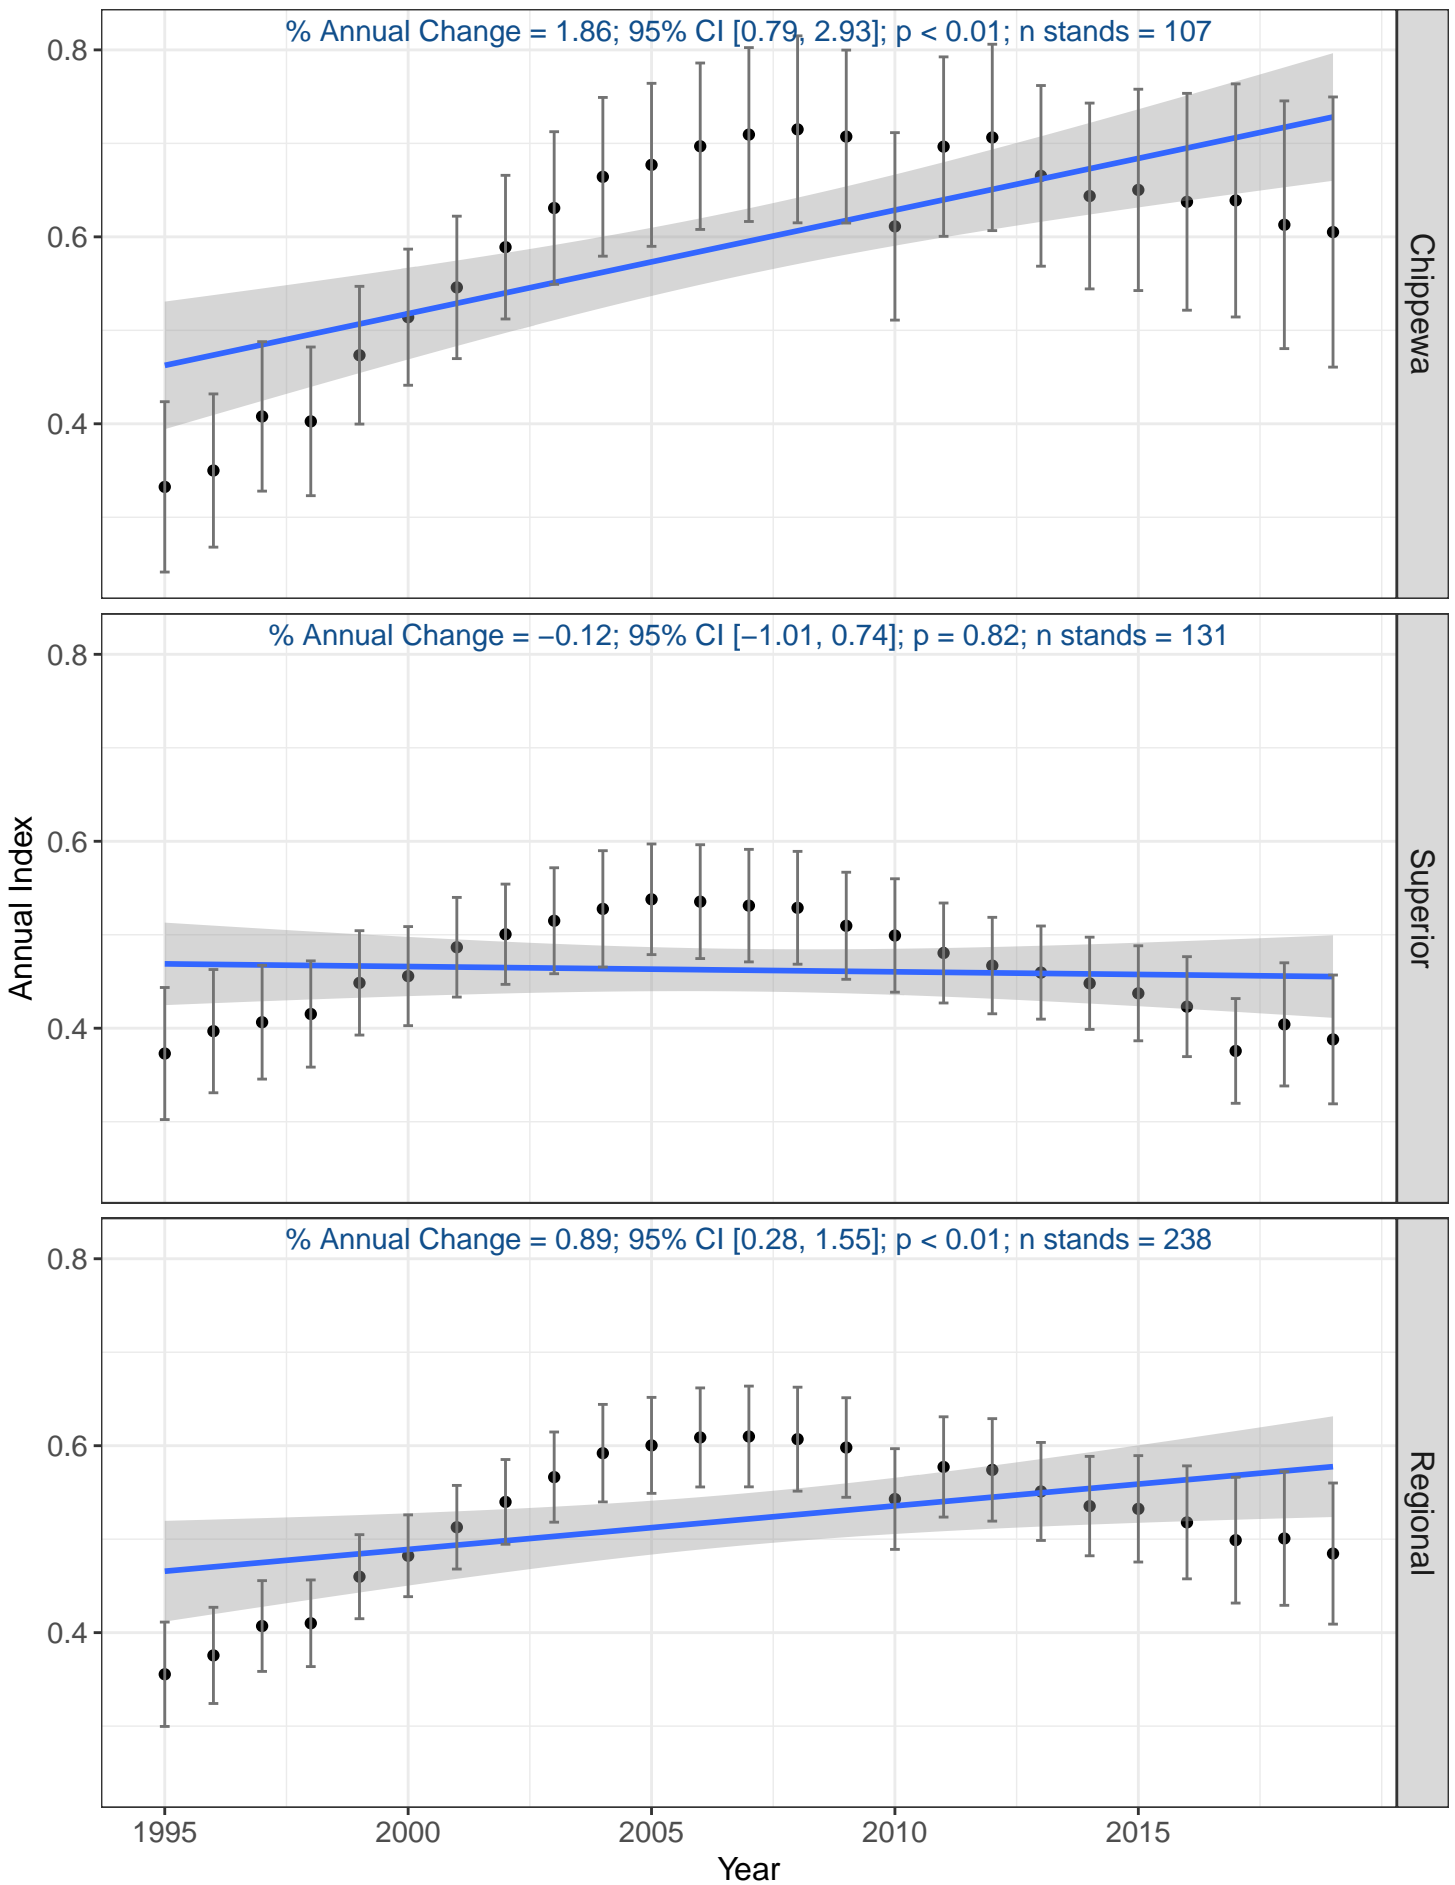 % Annual Change = 1.86; 95% CI [0.79, 2.93]; p < 0.01; n stands = 107
0.8
0.6
0.4
Chippewa
% Annual Change = −0.12; 95% CI [−1.01, 0.74]; p = 0.82; n stands = 131
0.8
0.6
0.4
Superior
Annual Index
% Annual Change = 0.89; 95% CI [0.28, 1.55]; p < 0.01; n stands = 238
0.8
0.6
0.4
Regional
1995 2000 2005 2010 2015
Year